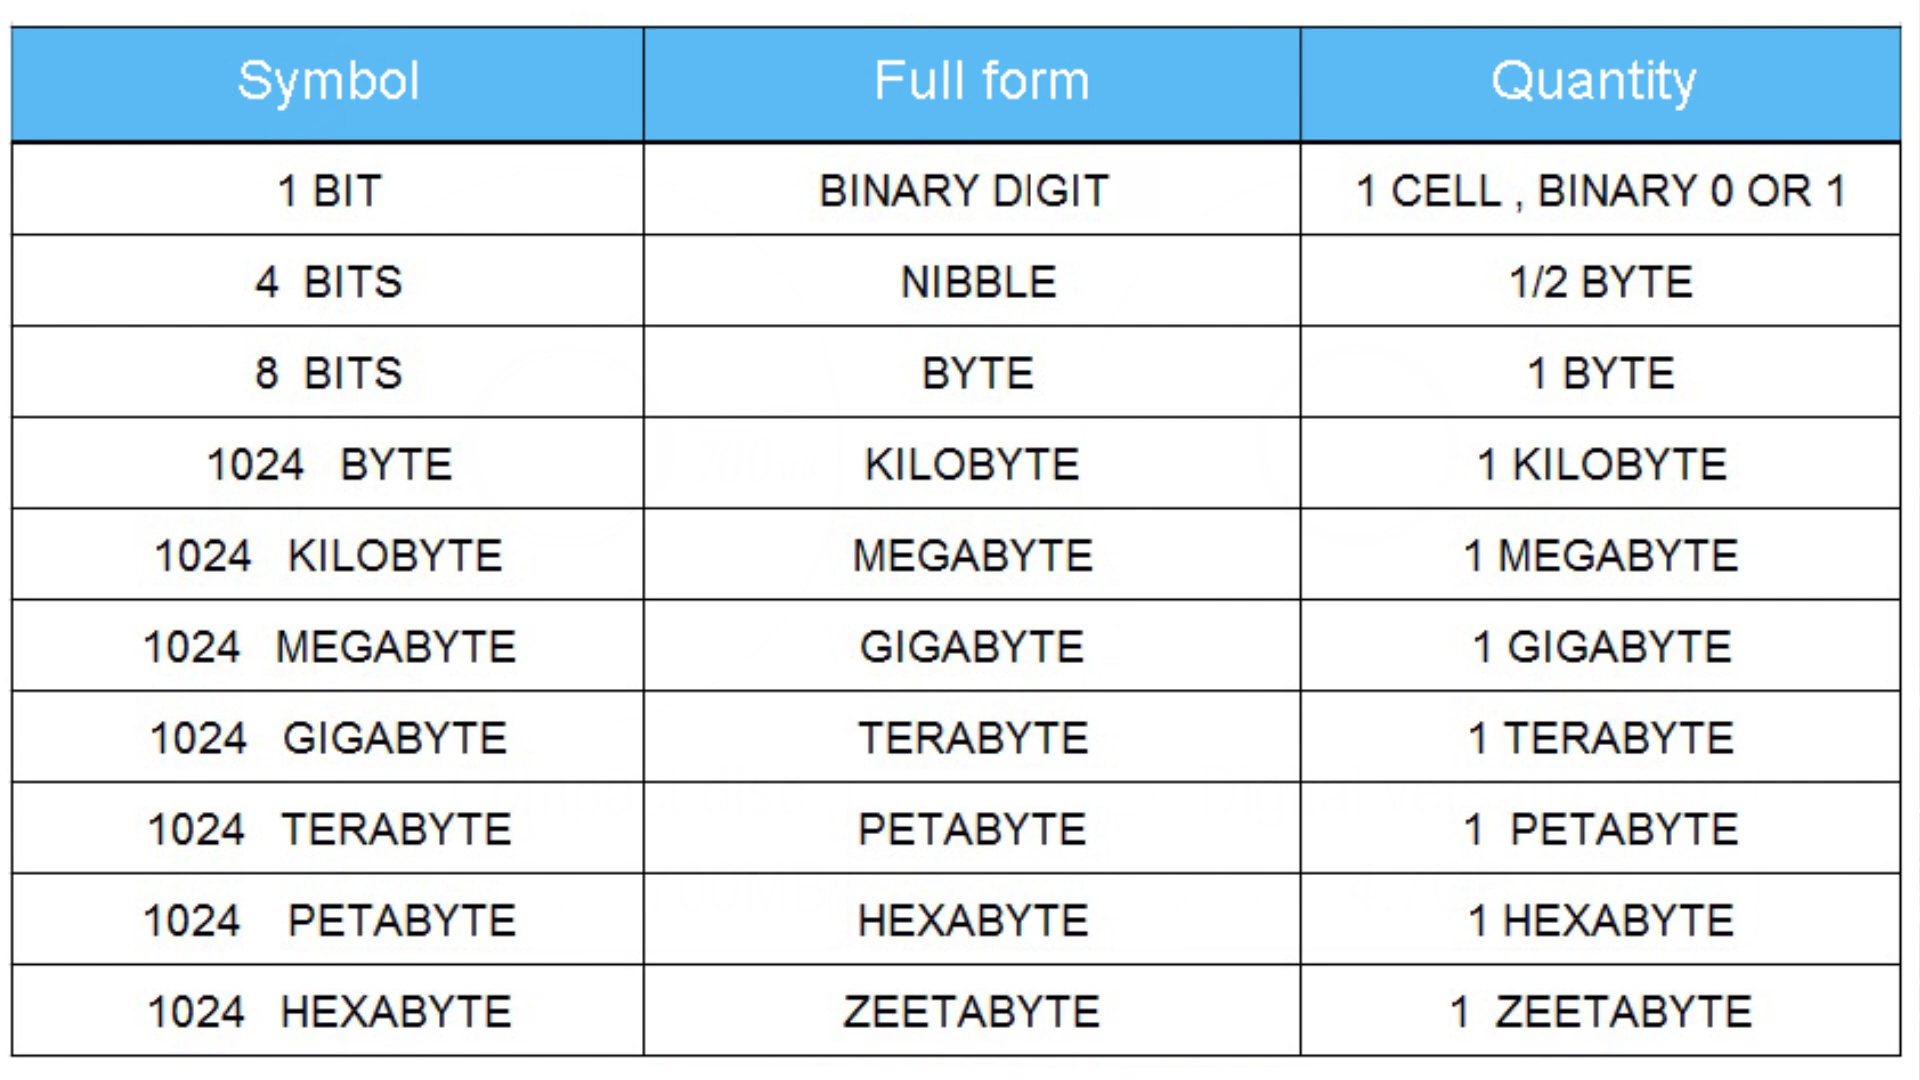 Symbol Full form Quantity
1 BIT BINARY DIGIT 1 CELL , BINARY 0 OR 1
4 BITS NIBBLE 1/2 BYTE
8 BITS BYTE 1 BYTE
1024 BYTE KILOBYTE 1 KILOBYTE
1024 KILOBYTE MEGABYTE 1 MEGABYTE
1024 MEGABYTE GIGABYTE 1 GIGABYTE
1024 GIGABYTE TERABYTE 1 TERABYTE
1024 TERABYTE PETABYTE 1 PETABYTE
1024 PETABYTE HEXABYTE 1 HEXABYTE
1024 HEXABYTE ZEETABYTE 1 ZEETABYTE